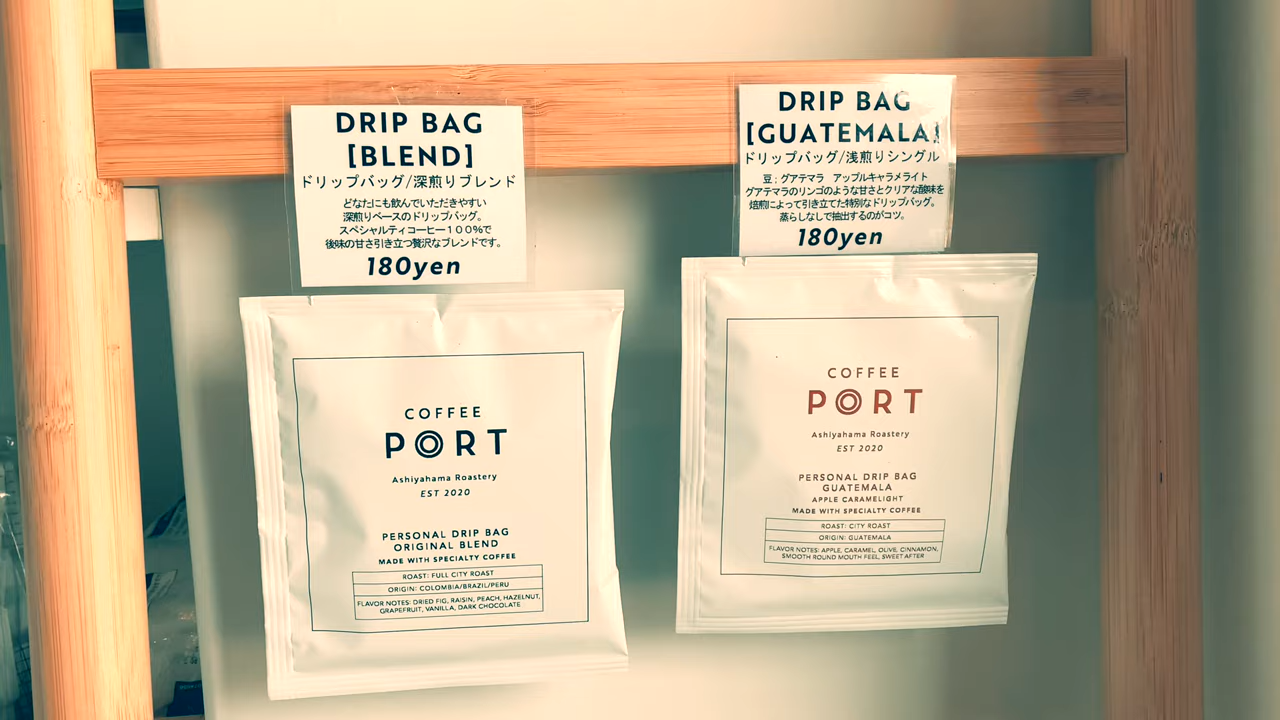 DRIP BAG
[BLEND]
ドリップバッグ/深煎りブレンド
どなたにも飲んでいただきやすい
深煎りベースのドリップバッグ。
スペシャルティコーヒー100%で
後味の甘さ引き立つ贅沢なブレンドです。
180yen
COFFEE
PORT
Ashiyahama Roastery
EST 2020
PERSONAL DRIP BAG
ORIGINAL BLEND
MADE WITH SPECIALTY COFFEE
ROAST: FULL CITY ROAST
ORIGIN: COLOMBIA/BRAZIL/PERU
FLAVOR NOTES: DRIED FIG, RAISIN, PEACH, HAZELNUT,
GRAPEFRUIT, VANILLA, DARK CHOCOLATE
DRIP BAG
[GUATEMALA]
ドリップバッグ/浅煎りシングル
豆；グアテマラ　アップルキャラメライト
グアテマラのリンゴのような甘さとクリアな酸味を
焙煎によって引き立てた特別なドリップバッグ。
蒸らしなしで抽出するのがコツ。
180yen
COFFEE
PORT
Ashiyahama Roastery
EST 2020
PERSONAL DRIP BAG
GUATEMALA
APPLE CARAMELIGHT
MADE WITH SPECIALTY COFFEE
ROAST: CITY ROAST
ORIGIN: GUATEMALA
FLAVOR NOTES: APPLE, CARAMEL, OLIVE, CINNAMON,
SMOOTH ROUND MOUTH FEEL, SWEET AFTER